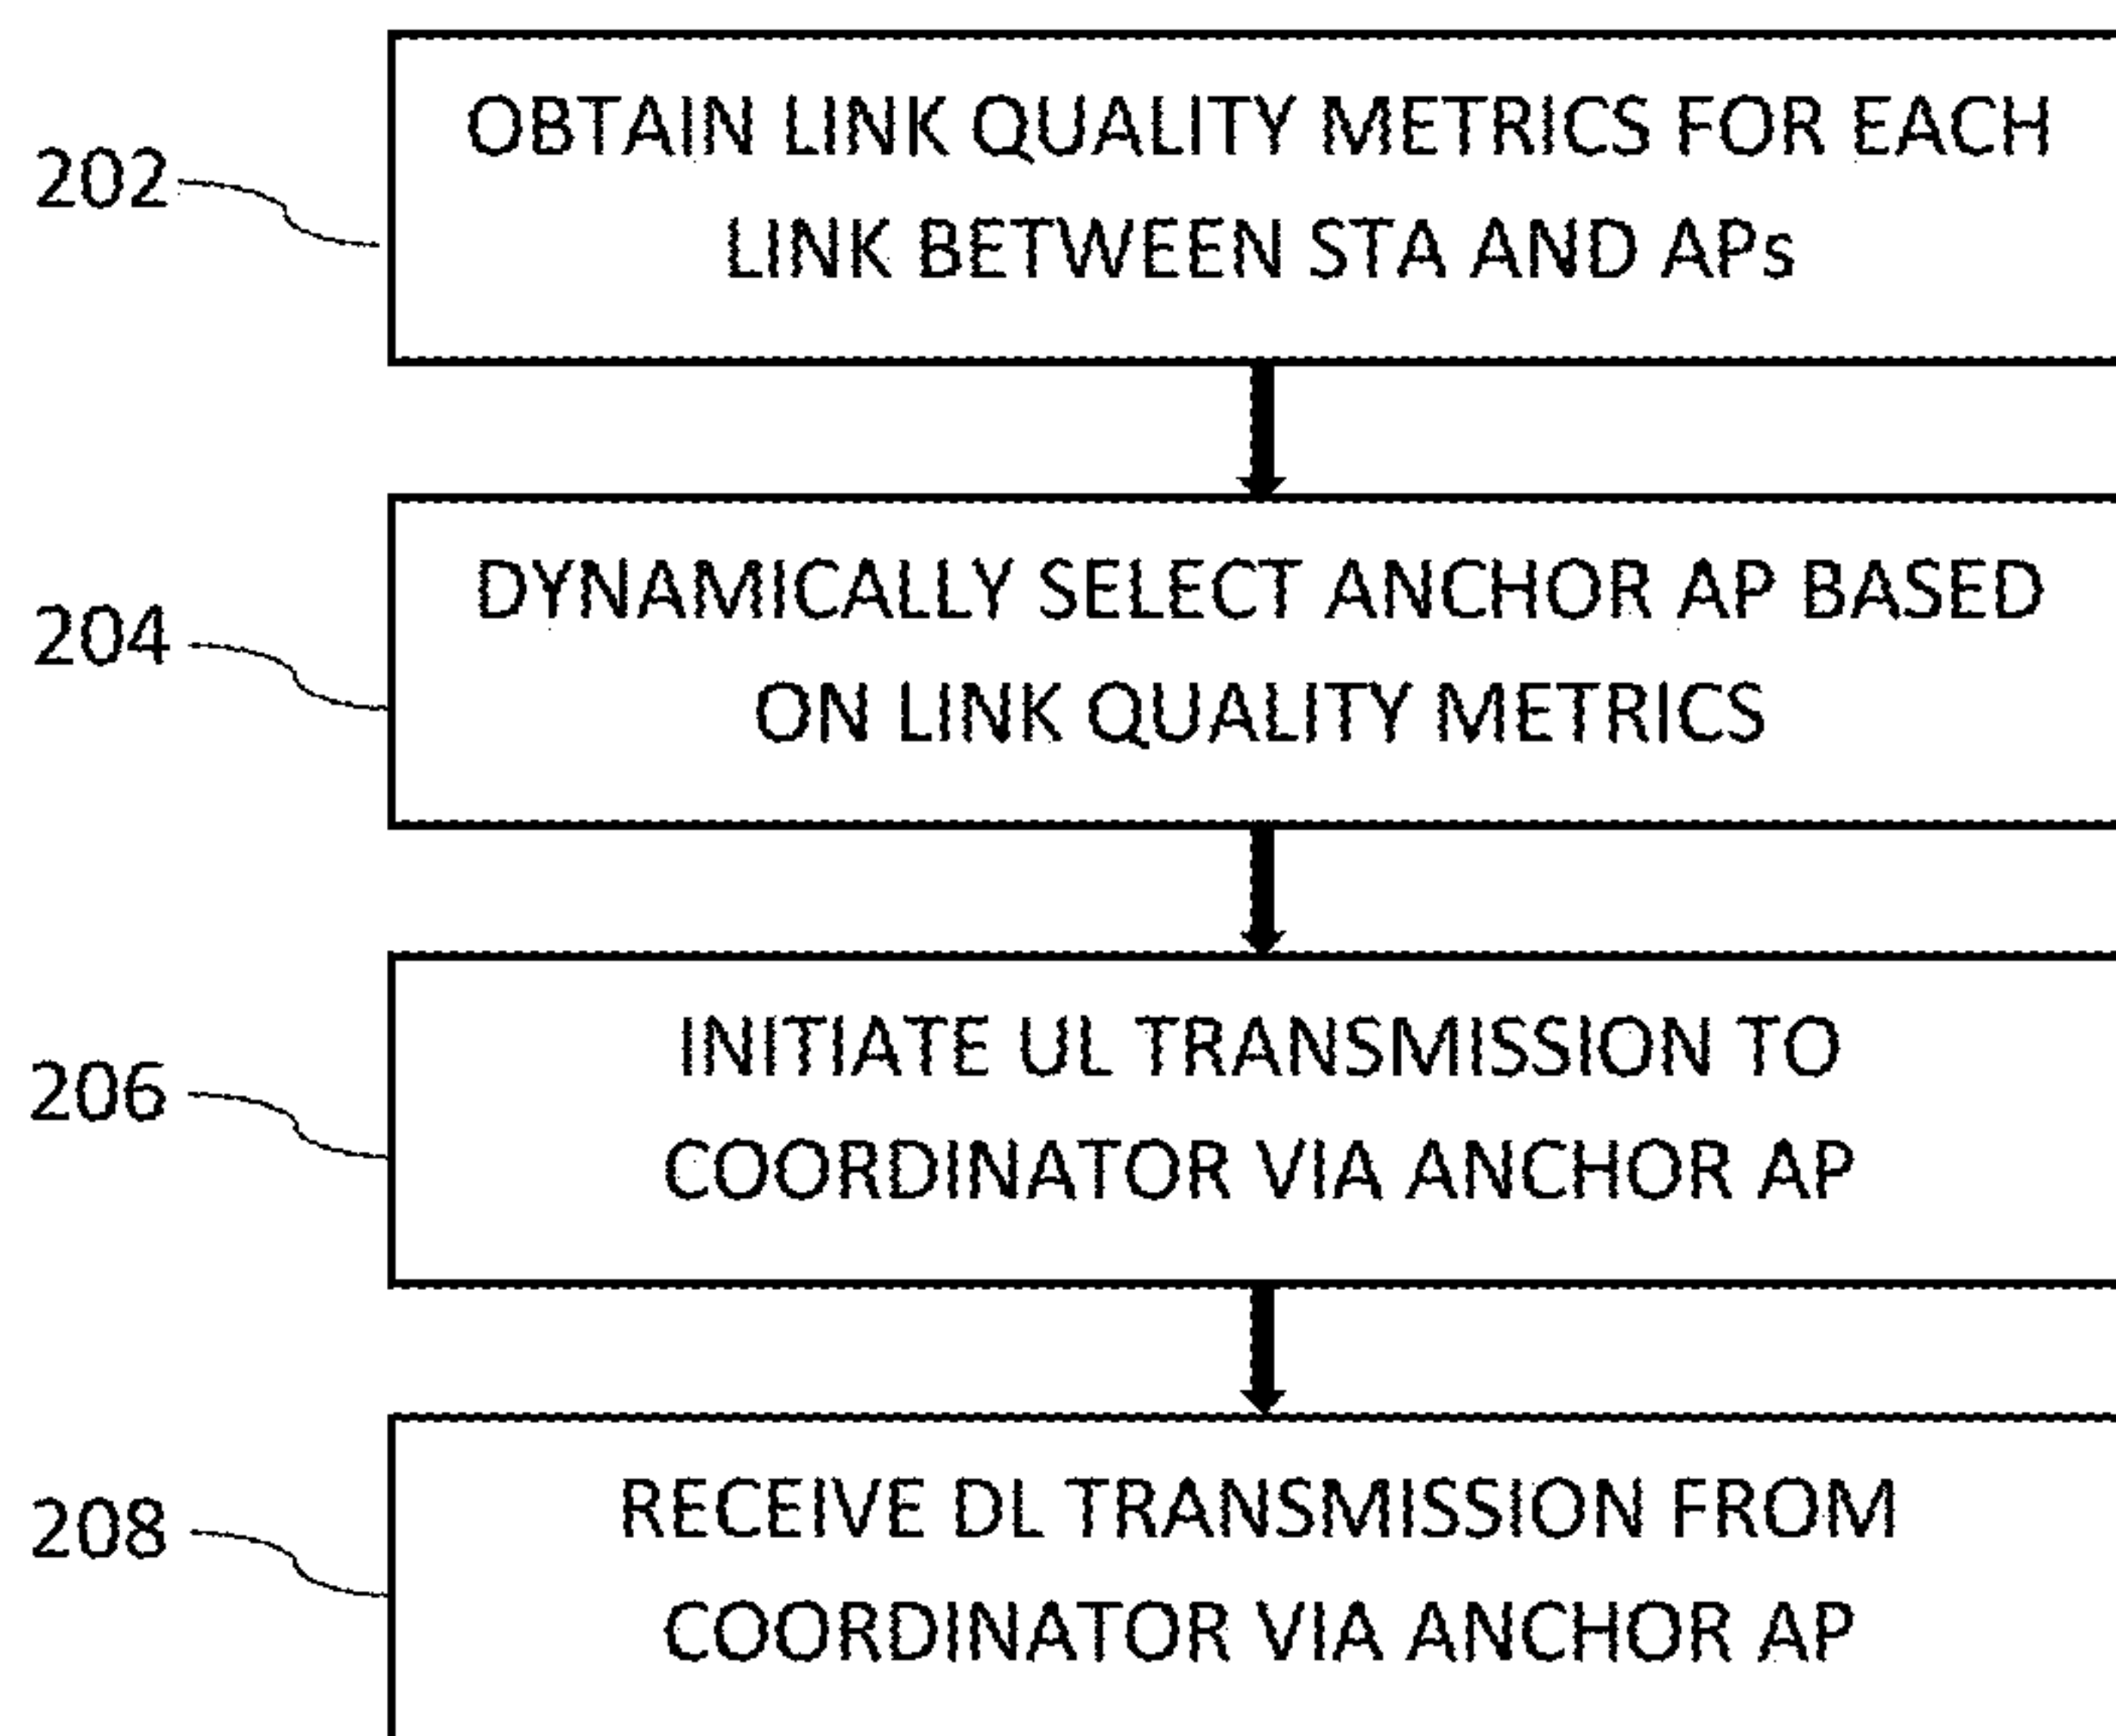 202
OBTAIN LINK QUALITY METRICS FOR EACH
LINK BETWEEN STA AND APs
204
DYNAMICALLY SELECT ANCHOR AP BASED
ON LINK QUALITY METRICS
206
INITIATE UL TRANSMISSION TO
COORDINATOR VIA ANCHOR AP
208
RECEIVE DL TRANSMISSION FROM
COORDINATOR VIA ANCHOR AP